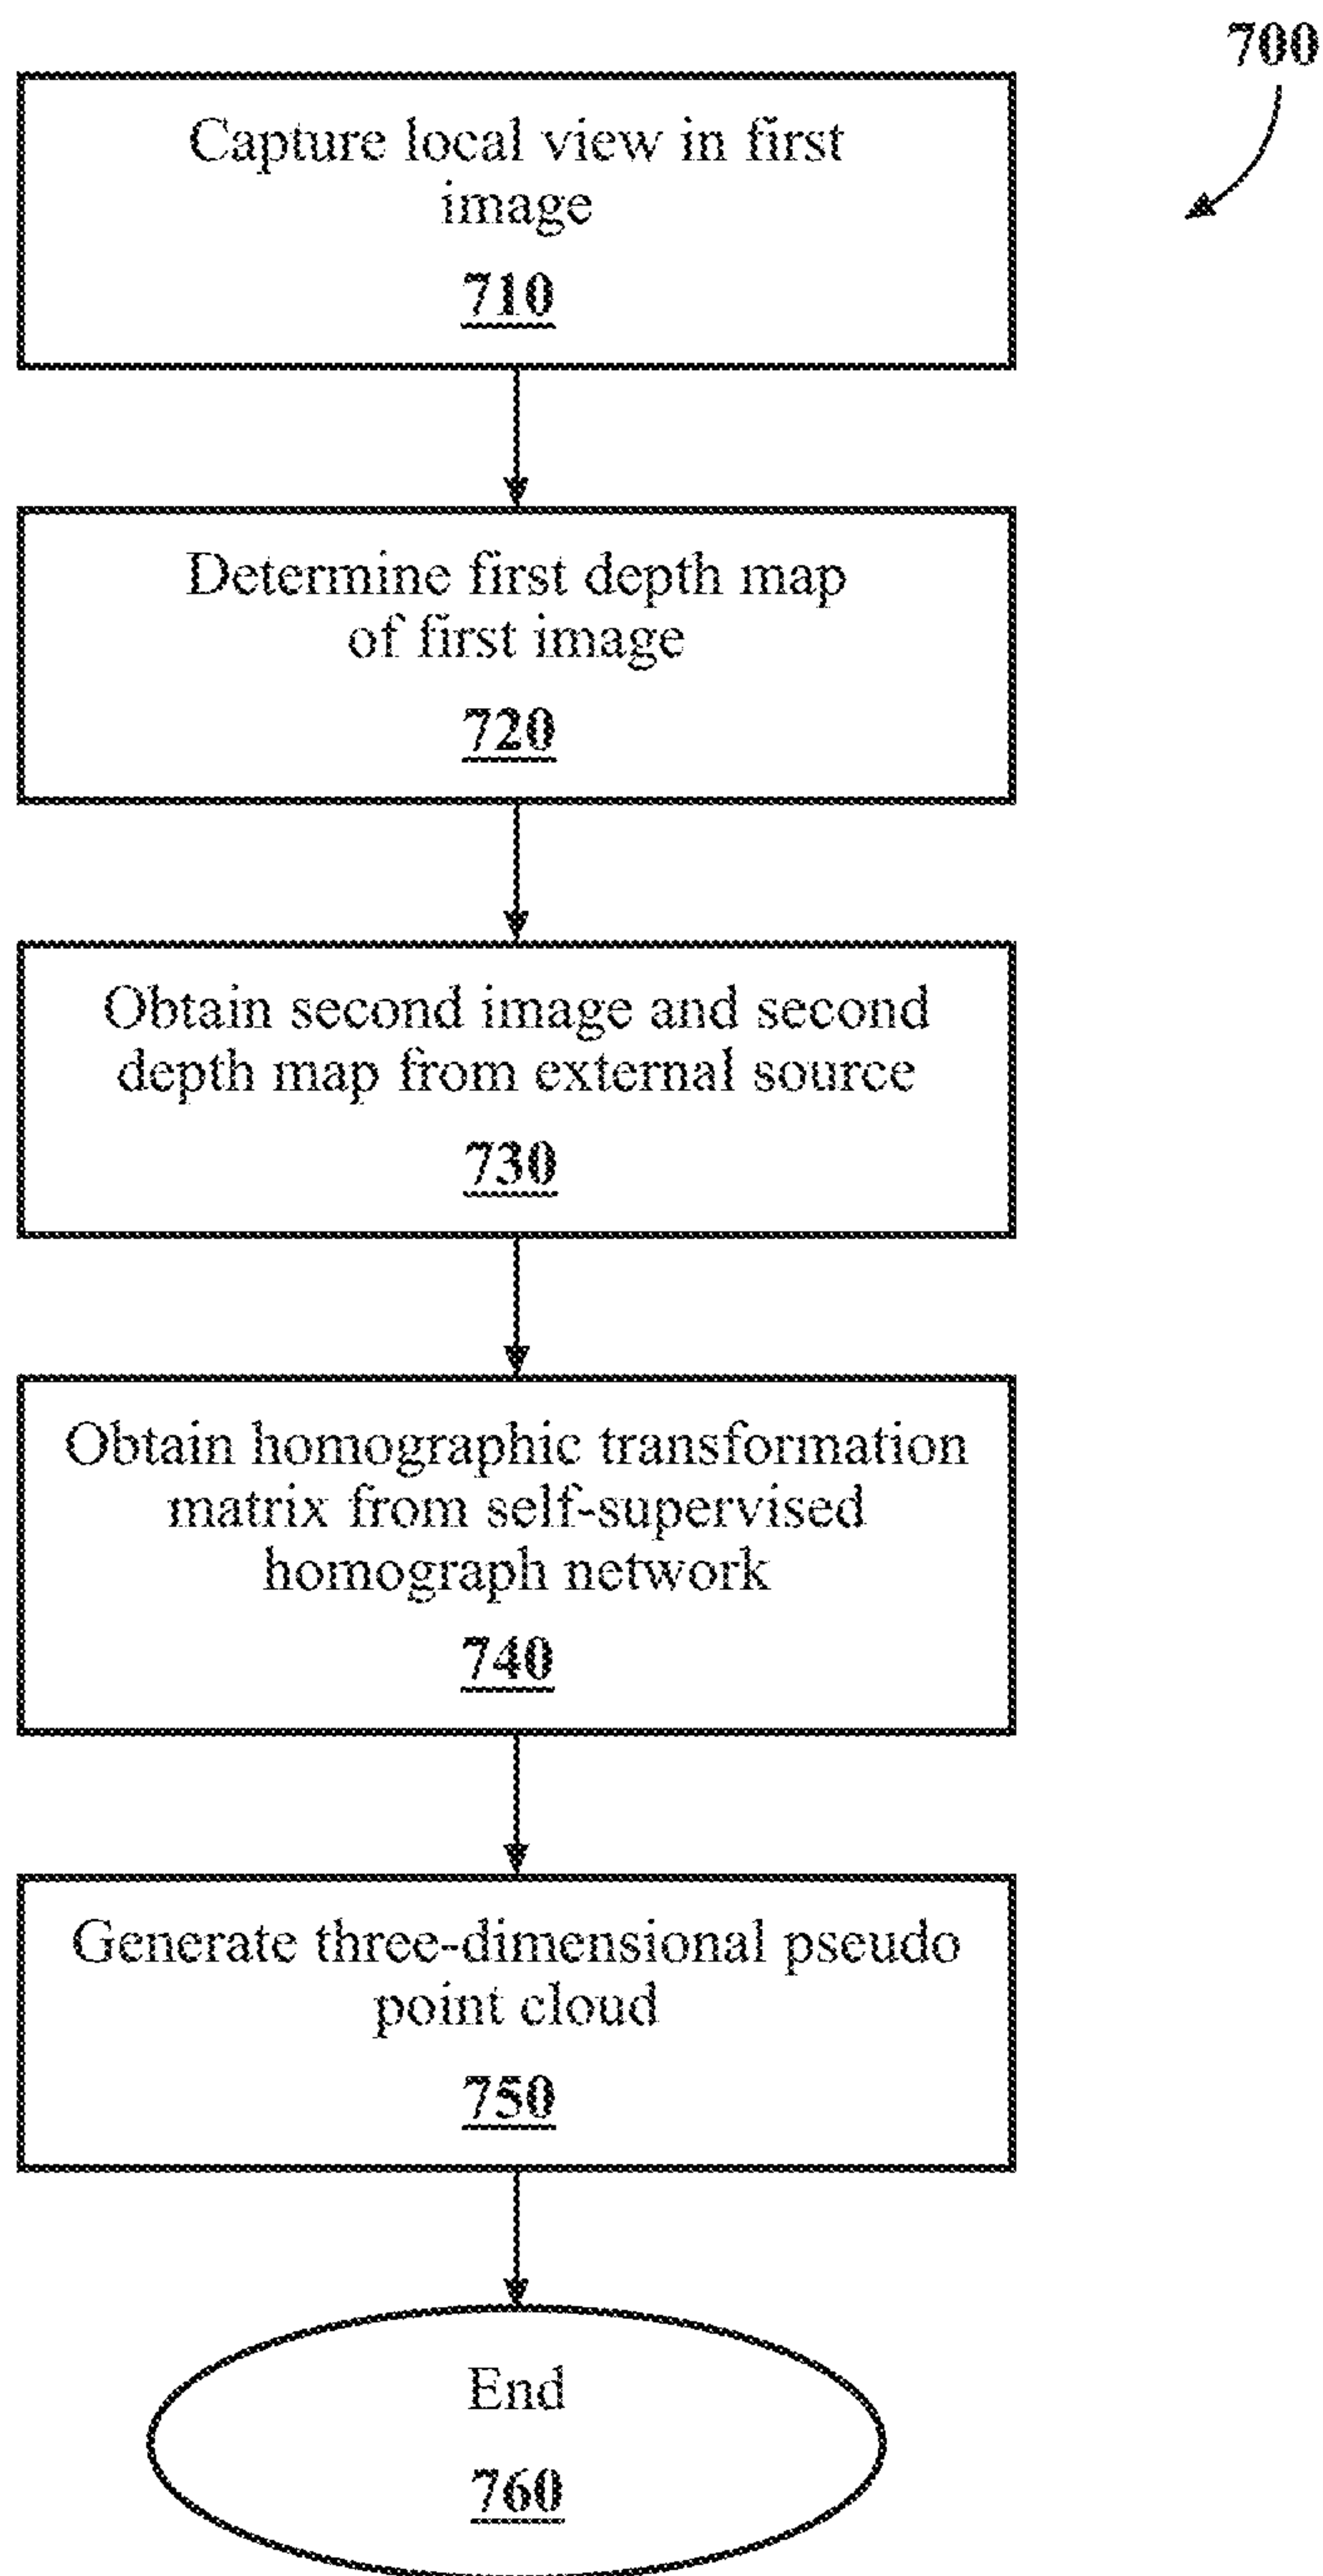 700
Capture local view in first
image
710
Determine first depth map
of first image
720
Obtain second image and second
depth map from external source
730
Obtain homographic transformation
matrix from self-supervised
homograph network
740
Generate three-dimensional pseudo
point cloud
750
End
760